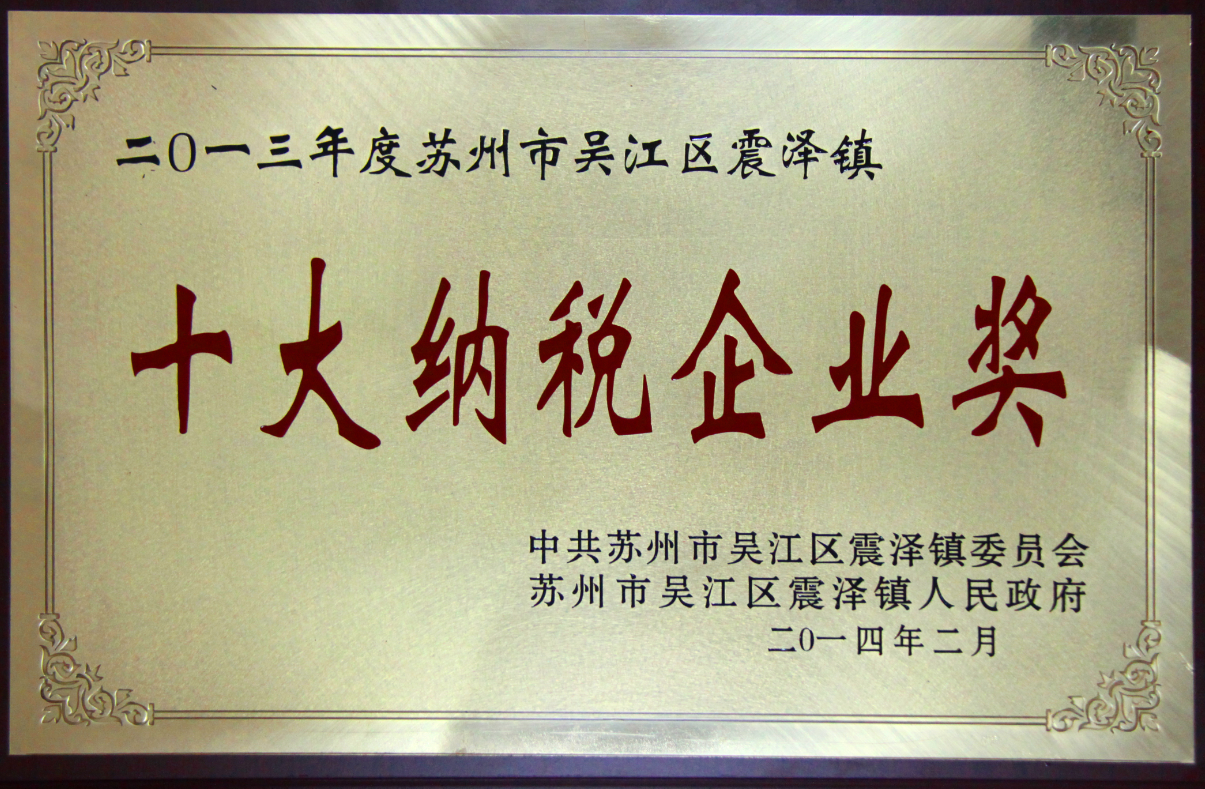 二〇一三年度苏州市吴江区震泽镇
十大纳税企业奖
中共苏州市吴江区震泽镇委员会
苏州市吴江区震泽镇人民政府
二〇一四年二月